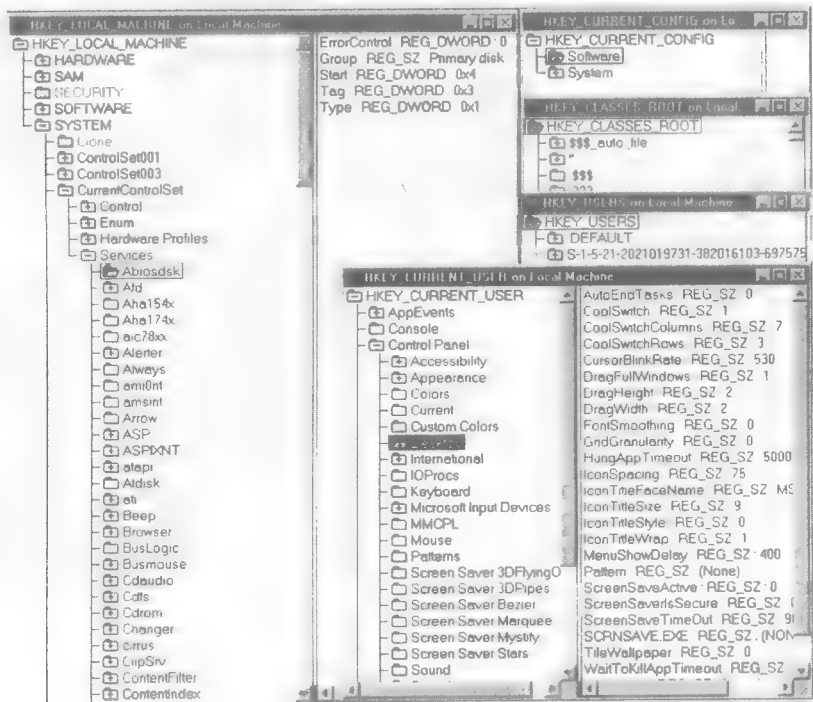 HKEY_LOCAL_MACHINE on Local Machine
HKEY_LOCAL_MACHINE
HARDWARE
SAM
SECURITY
SOFTWARE
SYSTEM
Clone
ControlSet001
ControlSet003
CurrentControlSet
Control
Enum
Hardware Profiles
Services
Abiosdsk
Afd
Aha154x
Aha174x
aic78xx
Alerter
Always
ami0nt
amsint
Arrow
ASP
ASPIXNT
atapi
Atdisk
ati
Beep
Browser
BusLogic
Busmouse
Cdaudio
Cdfs
Cdrom
Changer
cirrus
ClipSrv
ContentFilter
ContentIndex
ErrorControl REG_DWORD 0
Group REG_SZ Primary disk
Start REG_DWORD 0x4
Tag REG_DWORD 0x3
Type REG_DWORD 0x1
HKEY_CURRENT_CONFIG on Lo
HKEY_CURRENT_CONFIG
Software
System
HKEY_CLASSES_ROOT on Local
HKEY_CLASSES_ROOT
$$$_auto_file
*
$$$
HKEY_USERS on Local Machine
HKEY_USERS
DEFAULT
S-1-5-21-2021019731-382016103-697575
HKEY_CURRENT_USER on Local Machine
HKEY_CURRENT_USER
AppEvents
Console
Control Panel
Accessibility
Appearance
Colors
Current
Custom Colors
International
IOProcs
Keyboard
Microsoft Input Devices
MMCPL
Mouse
Patterns
Screen Saver 3DFlyingO
Screen Saver 3DPipes
Screen Saver Bezier
Screen Saver Marquee
Screen Saver Mystify
Screen Saver Stars
Sound
AutoEndTasks REG_SZ 0
CoolSwitch REG_SZ 1
CoolSwitchColumns REG_SZ 7
CoolSwitchRows REG_SZ 3
CursorBlinkRate REG_SZ 530
DragFullWindows REG_SZ 1
DragHeight REG_SZ 2
DragWidth REG_SZ 2
FontSmoothing REG_SZ 0
GridGranularity REG_SZ 0
HungAppTimeout REG_SZ 5000
IconSpacing REG_SZ 75
IconTitleFaceName REG_SZ MS
IconTitleSize REG_SZ 9
IconTitleStyle REG_SZ 0
IconTitleWrap REG_SZ 1
MenuShowDelay REG_SZ 400
Pattern REG_SZ (None)
ScreenSaveActive REG_SZ 0
ScreenSaverIsSecure REG_SZ
ScreenSaveTimeOut REG_SZ
SCRNSAVE.EXE REG_SZ (NON
TileWallpaper REG_SZ 0
WaitToKillAppTimeout REG_SZ